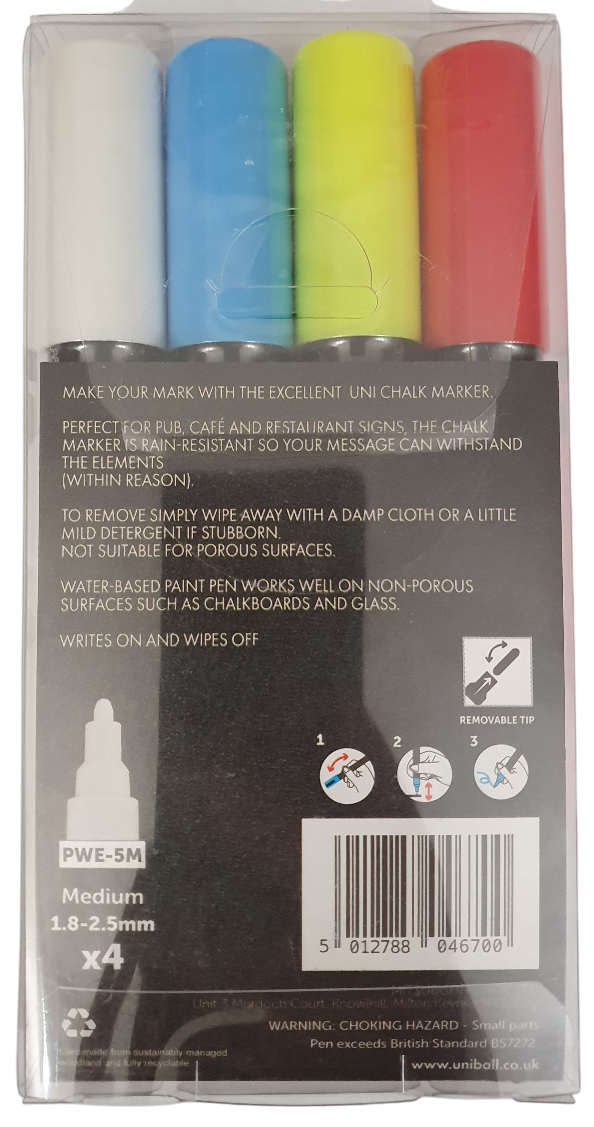 MAKE YOUR MARK WITH THE EXCELLENT UNI CHALK MARKER.
PERFECT FOR PUB, CAFÉ AND RESTAURANT SIGNS, THE CHALK
MARKER IS RAIN-RESISTANT SO YOUR MESSAGE CAN WITHSTAND
THE ELEMENTS
(WITHIN REASON).
TO REMOVE SIMPLY WIPE AWAY WITH A DAMP CLOTH OR A LITTLE
MILD DETERGENT IF STUBBORN.
NOT SUITABLE FOR POROUS SURFACES.
WATER-BASED PAINT PEN WORKS WELL ON NON-POROUS
SURFACES SUCH AS CHALKBOARDS AND GLASS.
WRITES ON AND WIPES OFF
REMOVABLE TIP
1 2 3
PWE-5M
Medium
1.8-2.5mm
x4
5 012788 046700
Unit 3 Murdoch Court, Knowlhill, Milton Keynes
WARNING: CHOKING HAZARD - Small parts
Pen exceeds British Standard BS7272.
Card made from sustainably managed
woodland and fully recyclable
www.uniball.co.uk